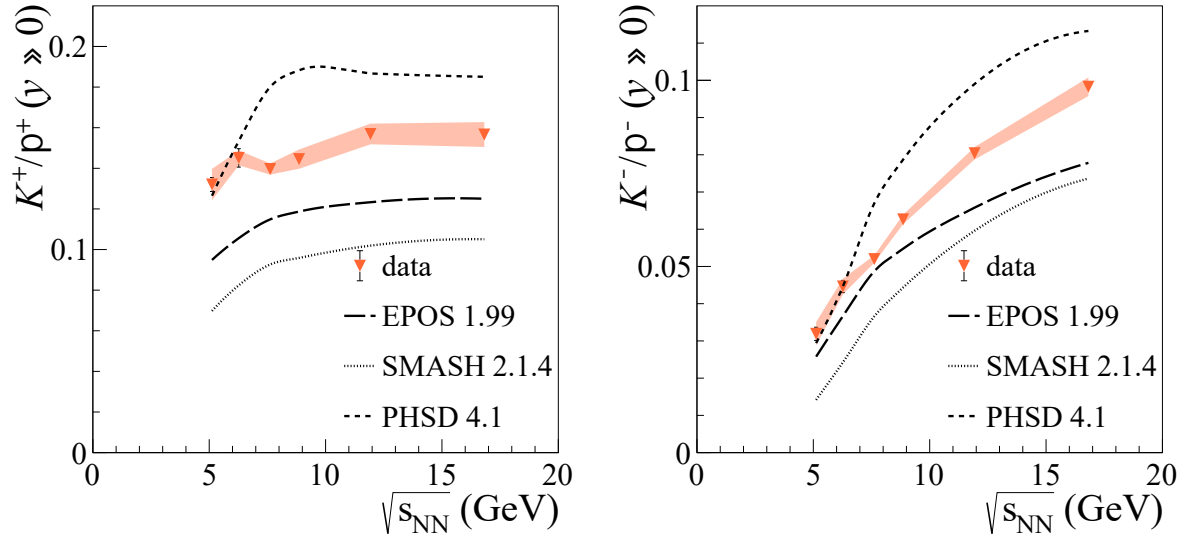 K⁺/p⁺ (y ≫ 0)
0.2
0.1
0
0 5 10 15 20
√s_NN (GeV)
data
EPOS 1.99
SMASH 2.1.4
PHSD 4.1
K⁻/p⁻ (y ≫ 0)
0.1
0.05
0
0 5 10 15 20
√s_NN (GeV)
data
EPOS 1.99
SMASH 2.1.4
PHSD 4.1